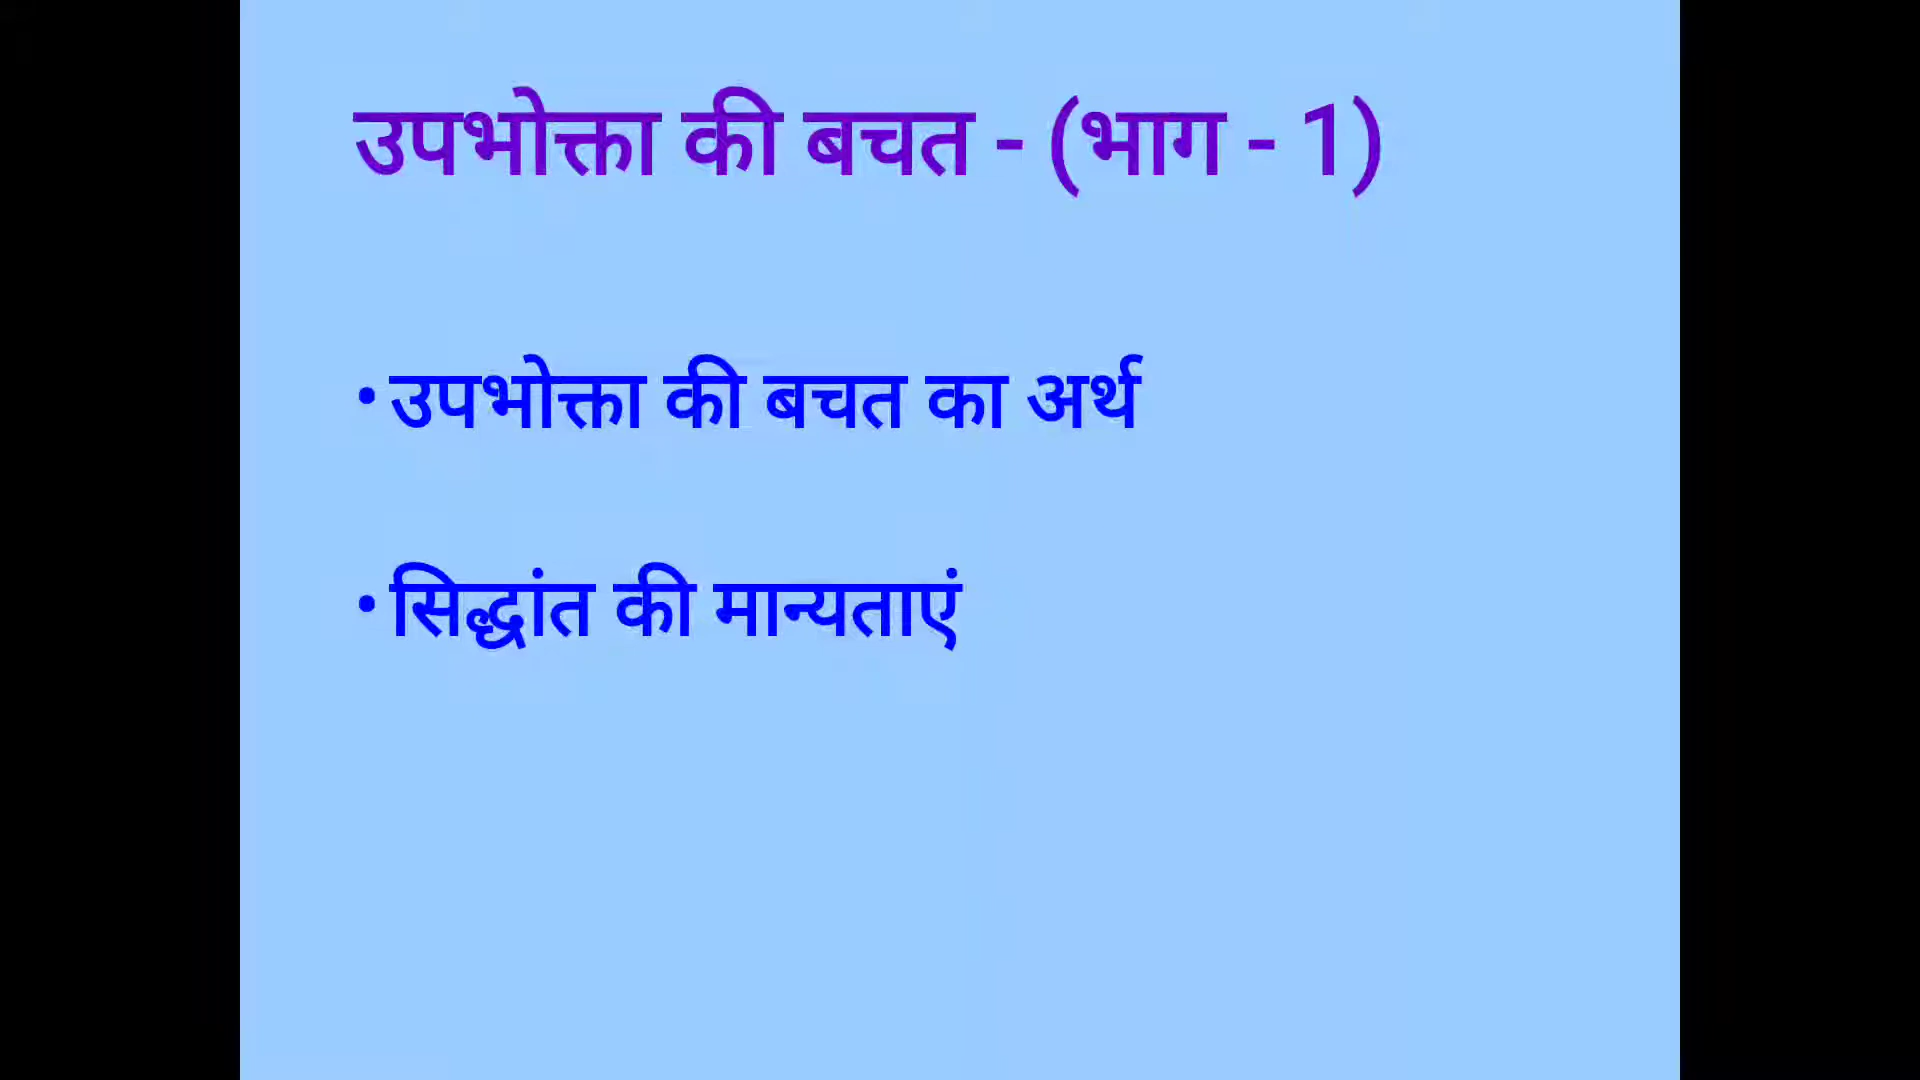 उपभोक्ता की बचत - (भाग - 1)
• उपभोक्ता की बचत का अर्थ
• सिद्धांत की मान्यताएं